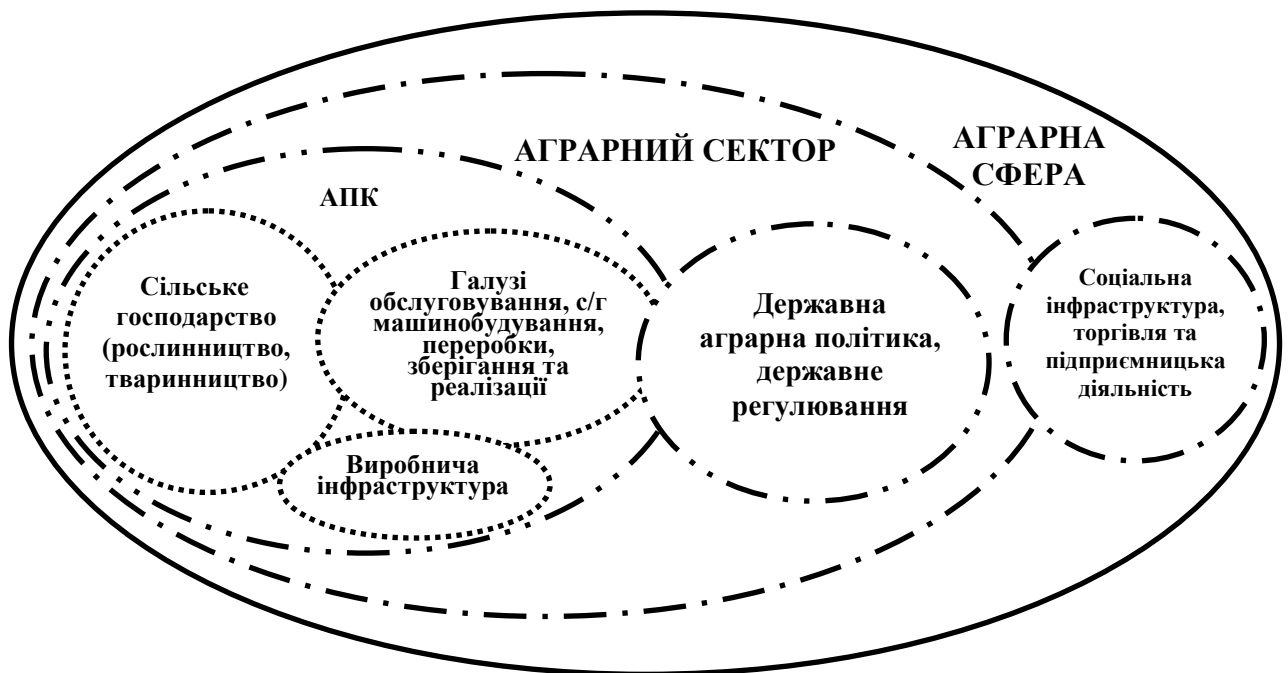 АГРАРНИЙ СЕКТОР
АГРАРНА
СФЕРА
АПК
Сільське
господарство
(рослинництво,
тваринництво)
Галузі
обслуговування, с/г
машинобудування,
переробки,
зберігання та
реалізації
Виробнича
інфраструктура
Державна
аграрна політика,
державне
регулювання
Соціальна
інфраструктура,
торгівля та
підприємницька
діяльність